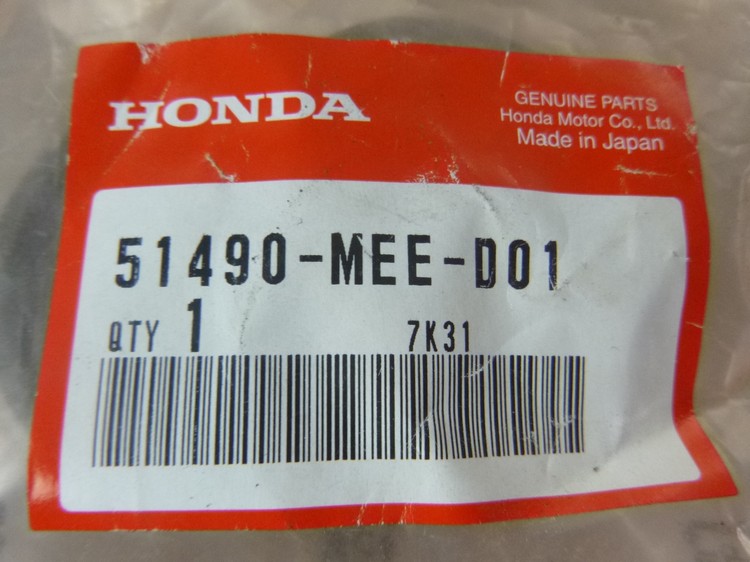 HONDA
GENUINE PARTS
Honda Motor Co., Ltd.
Made in Japan
51490-MEE-D01
QTY 1 7K31